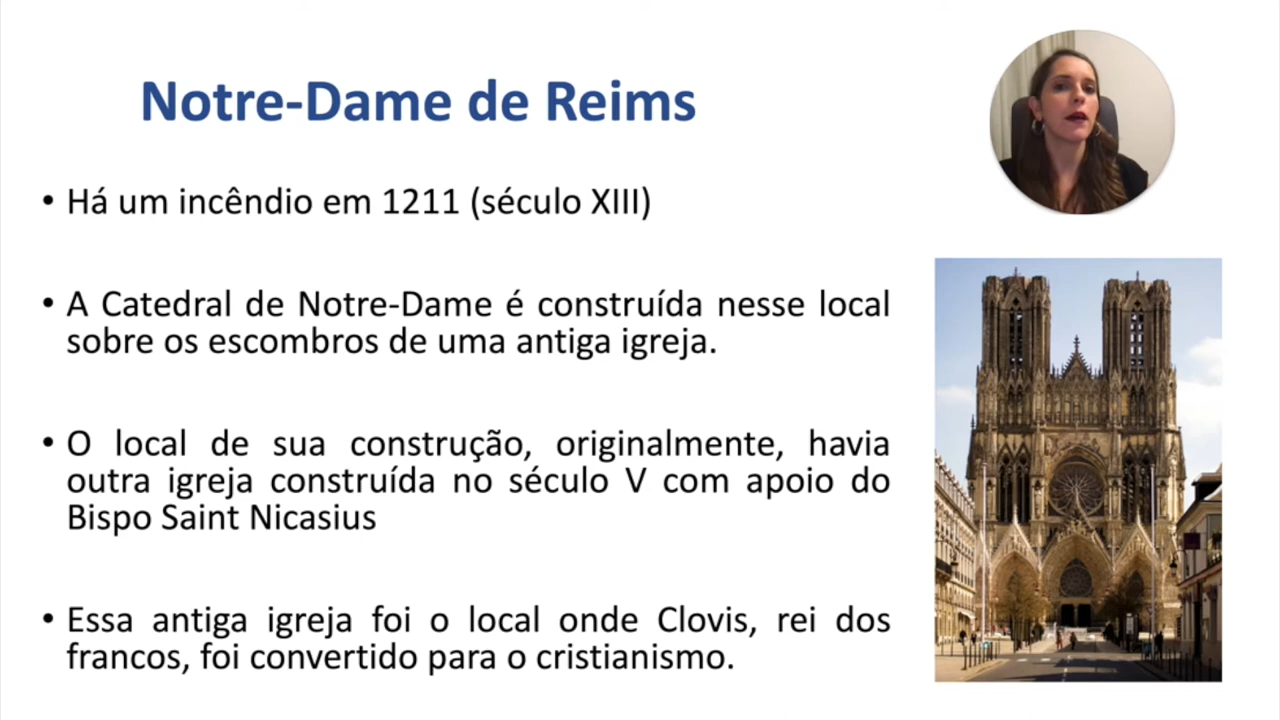 Notre-Dame de Reims
• Há um incêndio em 1211 (século XIII)
• A Catedral de Notre-Dame é construída nesse local
sobre os escombros de uma antiga igreja.
• O local de sua construção, originalmente, havia
outra igreja construída no século V com apoio do
Bispo Saint Nicasius
• Essa antiga igreja foi o local onde Clovis, rei dos
francos, foi convertido para o cristianismo.